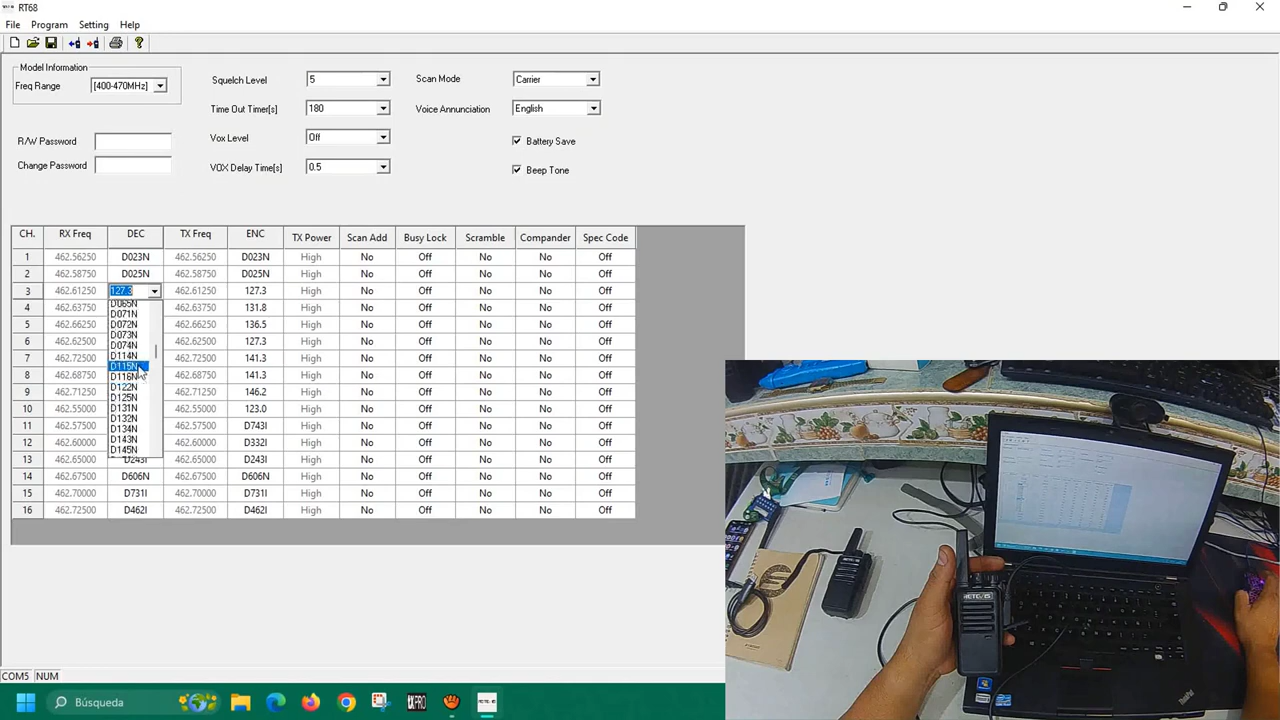 RT68
File Program Setting Help
Model Information
Freq Range [400-470MHz]
R/W Password
Change Password
Squelch Level 5
Time Out Timer[s] 180
Vox Level Off
VOX Delay Time[s] 0.5
Scan Mode Carrier
Voice Annunciation English
Battery Save
Beep Tone
CH. RX Freq DEC TX Freq ENC TX Power Scan Add Busy Lock Scramble Compander Spec Code
1 462.56250 D023N 462.56250 D023N High No Off No No Off
2 462.58750 D025N 462.58750 D025N High No Off No No Off
3 462.61250 127.3 462.61250 127.3 High No Off No No Off
4 462.63750 462.63750 131.8 High No Off No No Off
5 462.66250 462.66250 136.5 High No Off No No Off
6 462.62500 462.62500 127.3 High No Off No No Off
7 462.72500 462.72500 141.3 High No Off No No Off
8 462.68750 462.68750 141.3 High No Off No No Off
9 462.71250 462.71250 146.2 High No Off No No Off
10 462.55000 462.55000 123.0 High No Off No No Off
11 462.57500 462.57500 D743I High No Off No No Off
12 462.60000 462.60000 D332I High No Off No No Off
13 462.65000 D243I 462.65000 D243I High No Off No No Off
14 462.67500 D606N 462.67500 D606N High No Off No No Off
15 462.70000 D731I 462.70000 D731I High No Off No No Off
16 462.72500 D462I 462.72500 D462I High No Off No No Off
D065N
D071N
D072N
D073N
D074N
D114N
D115N
D116N
D122N
D125N
D131N
D132N
D134N
D143N
D145N
RETEVIS
ThinkPad
COM5 NUM
Búsqueda